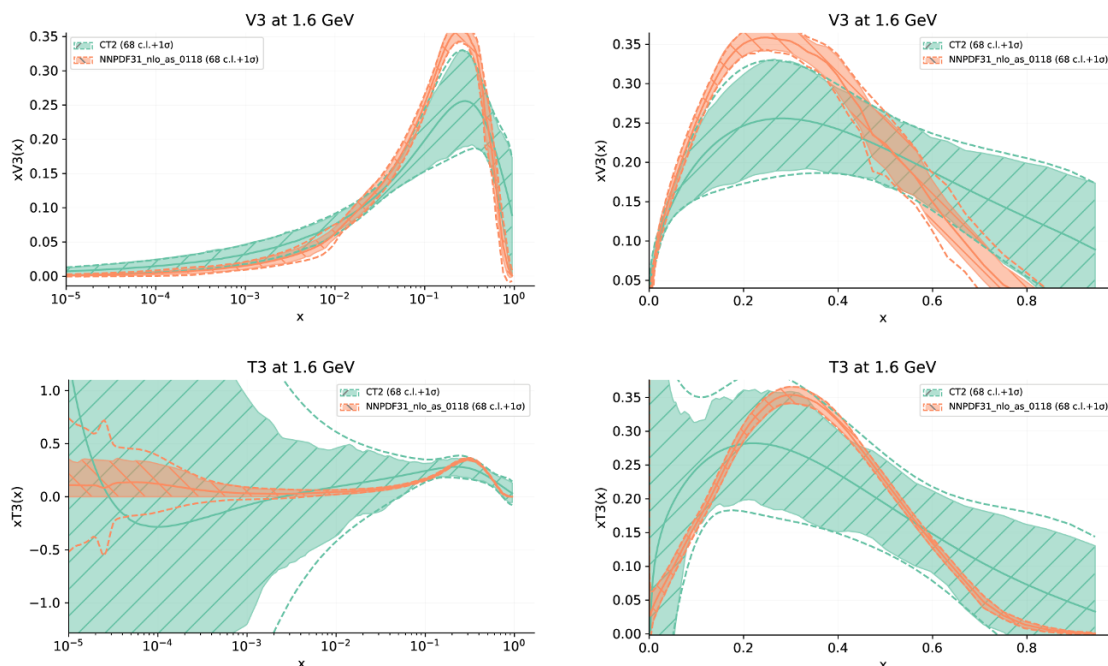 V3 at 1.6 GeV
CT2 (68 c.l.+1σ)
NNPDF31_nlo_as_0118 (68 c.l.+1σ)
0.35
0.30
0.25
0.20
0.15
0.10
0.05
0.00
xV3(x)
10⁻⁵
10⁻⁴
10⁻³
10⁻²
10⁻¹
10⁰
x
V3 at 1.6 GeV
CT2 (68 c.l.+1σ)
NNPDF31_nlo_as_0118 (68 c.l.+1σ)
0.35
0.30
0.25
0.20
0.15
0.10
0.05
xV3(x)
0.0
0.2
0.4
0.6
0.8
x
T3 at 1.6 GeV
CT2 (68 c.l.+1σ)
NNPDF31_nlo_as_0118 (68 c.l.+1σ)
1.0
0.5
0.0
−0.5
−1.0
xT3(x)
10⁻⁵
10⁻⁴
10⁻³
10⁻²
10⁻¹
10⁰
x
T3 at 1.6 GeV
CT2 (68 c.l.+1σ)
NNPDF31_nlo_as_0118 (68 c.l.+1σ)
0.35
0.30
0.25
0.20
0.15
0.10
0.05
0.00
xT3(x)
0.0
0.2
0.4
0.6
0.8
x